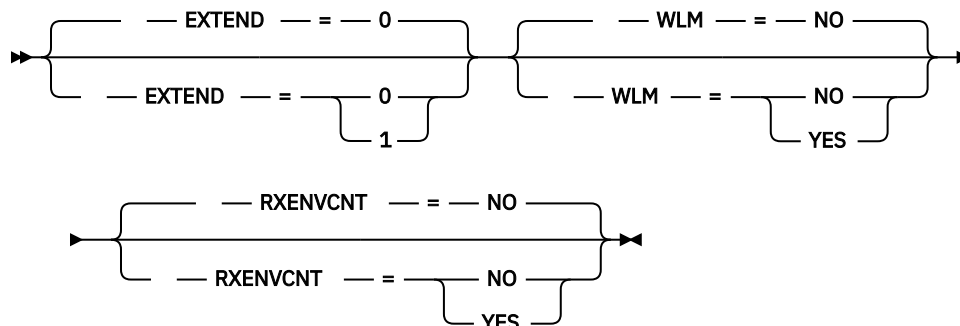 EXTEND = 0 WLM = NO
EXTEND = 0 WLM = NO
1 YES
RXENVCNT = NO
RXENVCNT = NO
YES